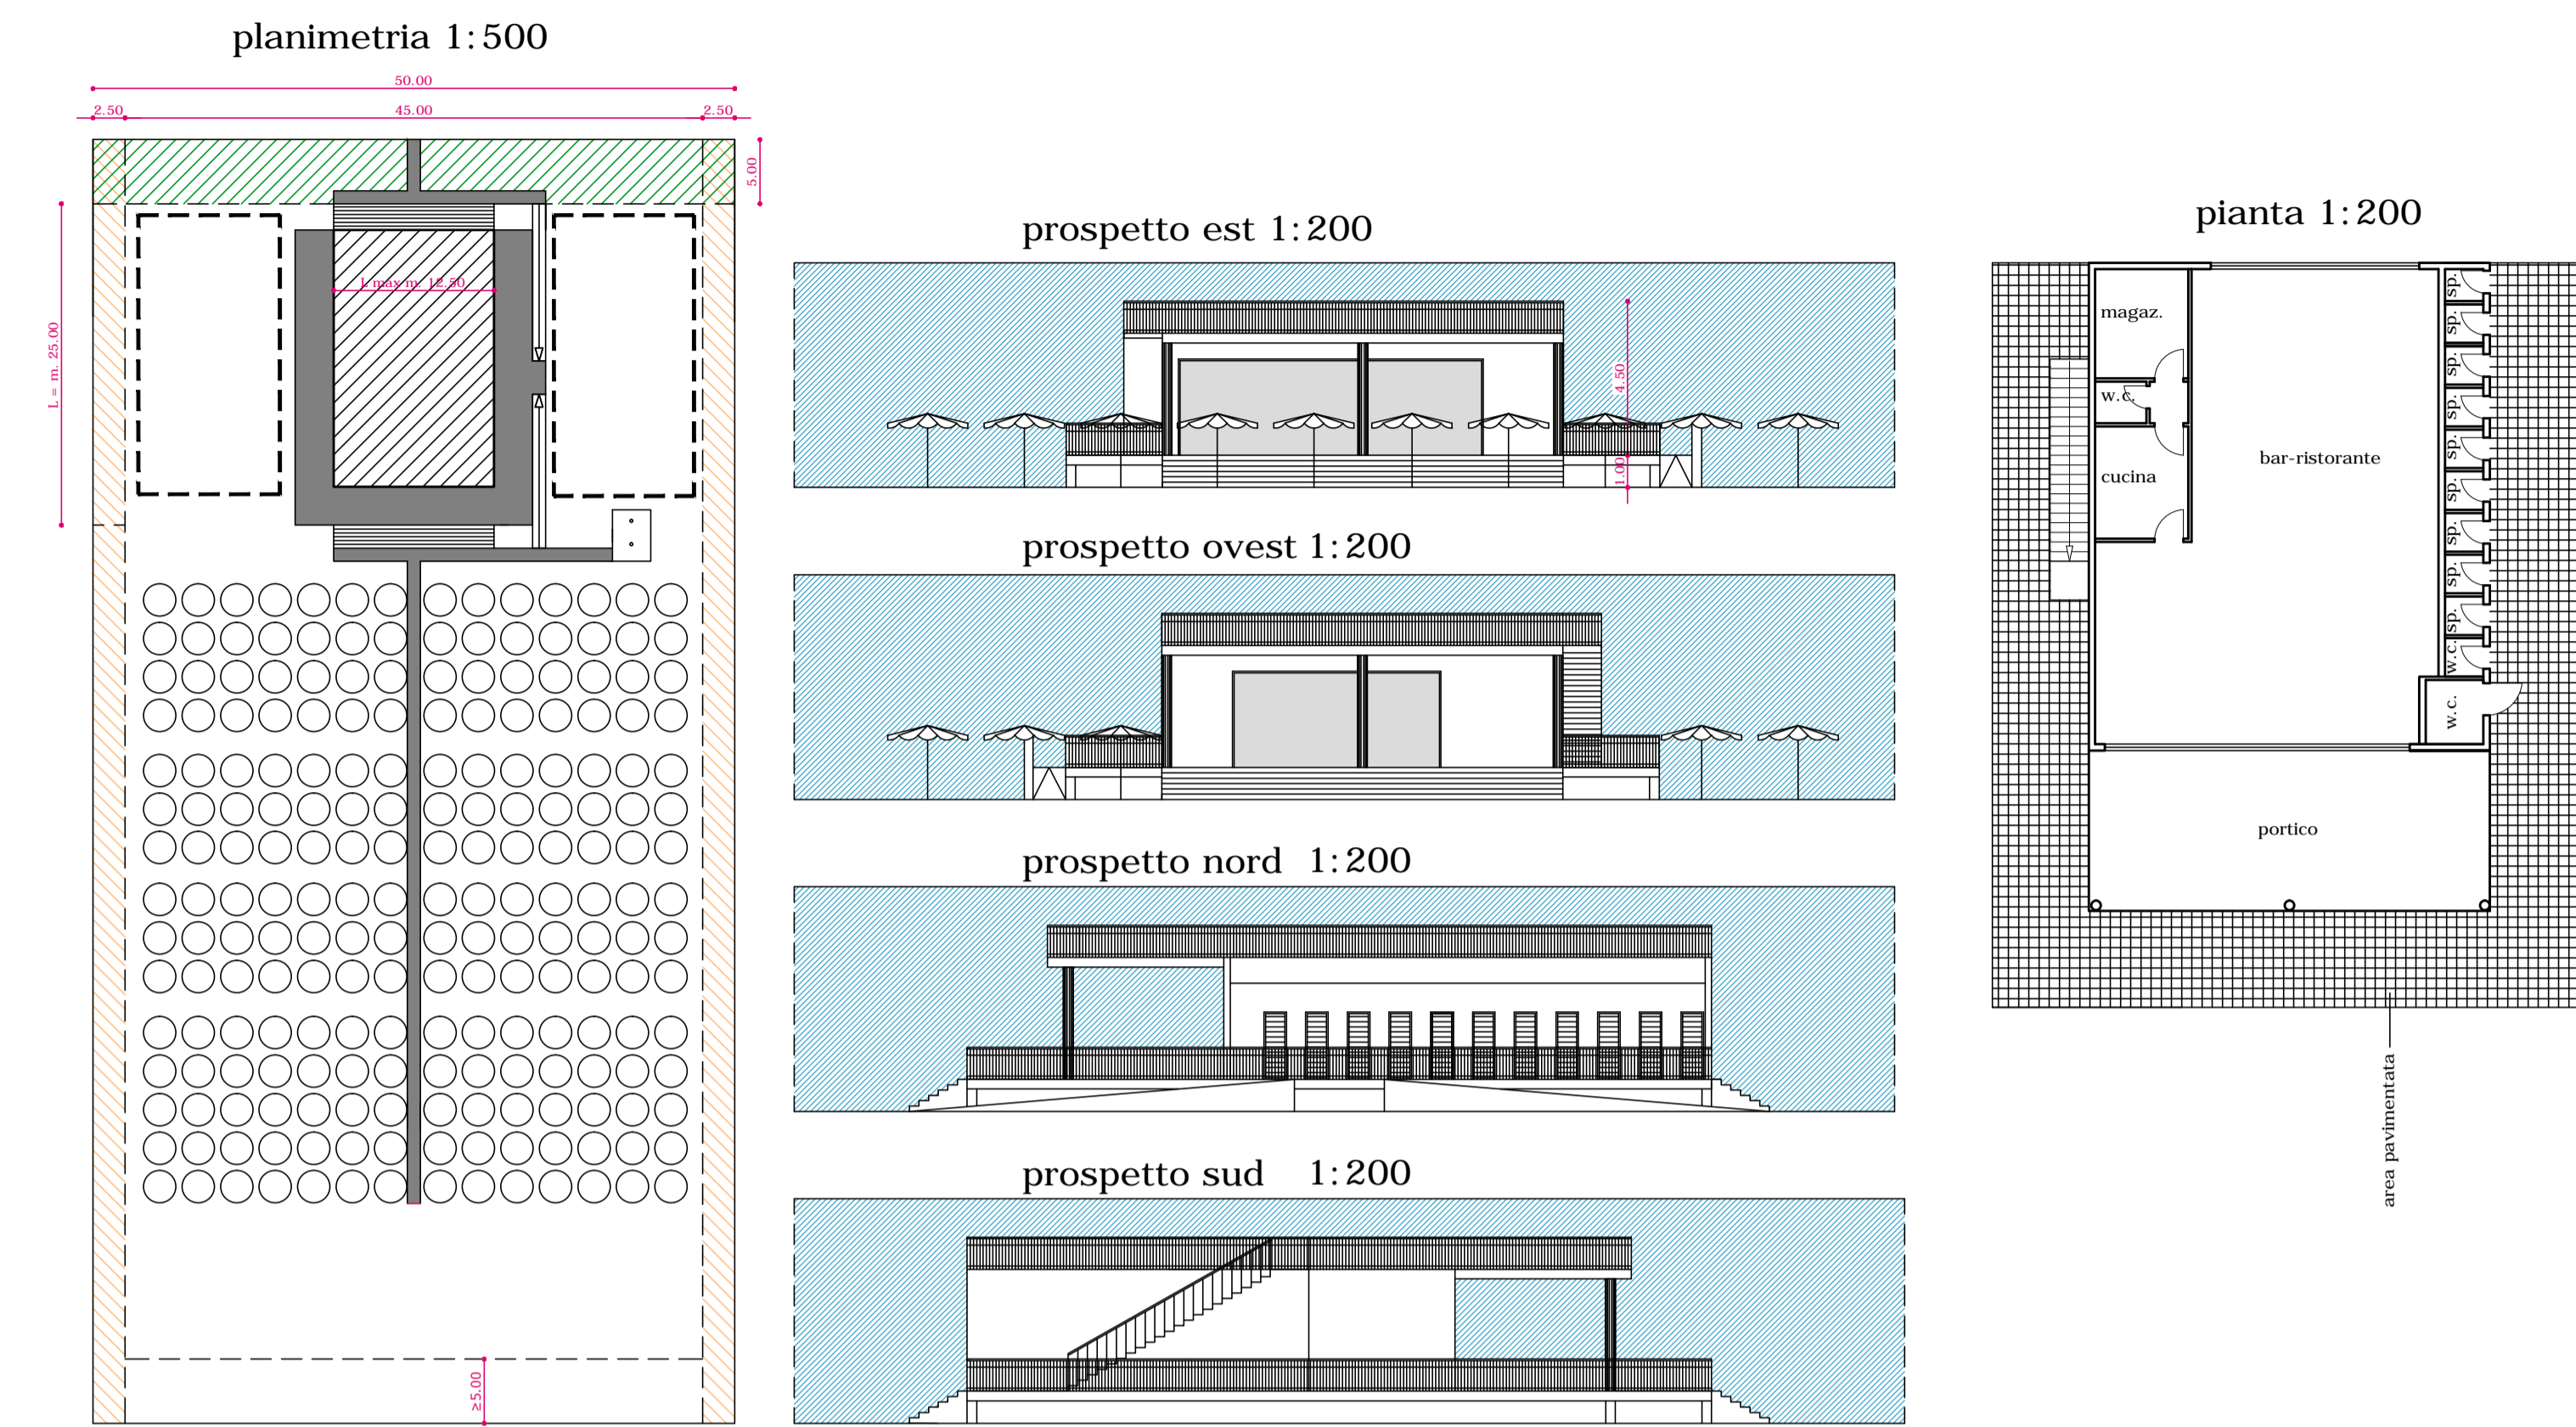 planimetria 1:500
50.00
2.50
45.00
2.50
5.00
L = m. 25.00
L max m. 12.50
≥5.00
prospetto est 1:200
4.50
1.00
prospetto ovest 1:200
prospetto nord 1:200
prospetto sud 1:200
pianta 1:200
magaz.
w.c.
cucina
bar-ristorante
sp.
sp.
sp.
sp.
sp.
sp.
sp.
sp.
sp.
w.c.
w.c.
portico
area pavimentata